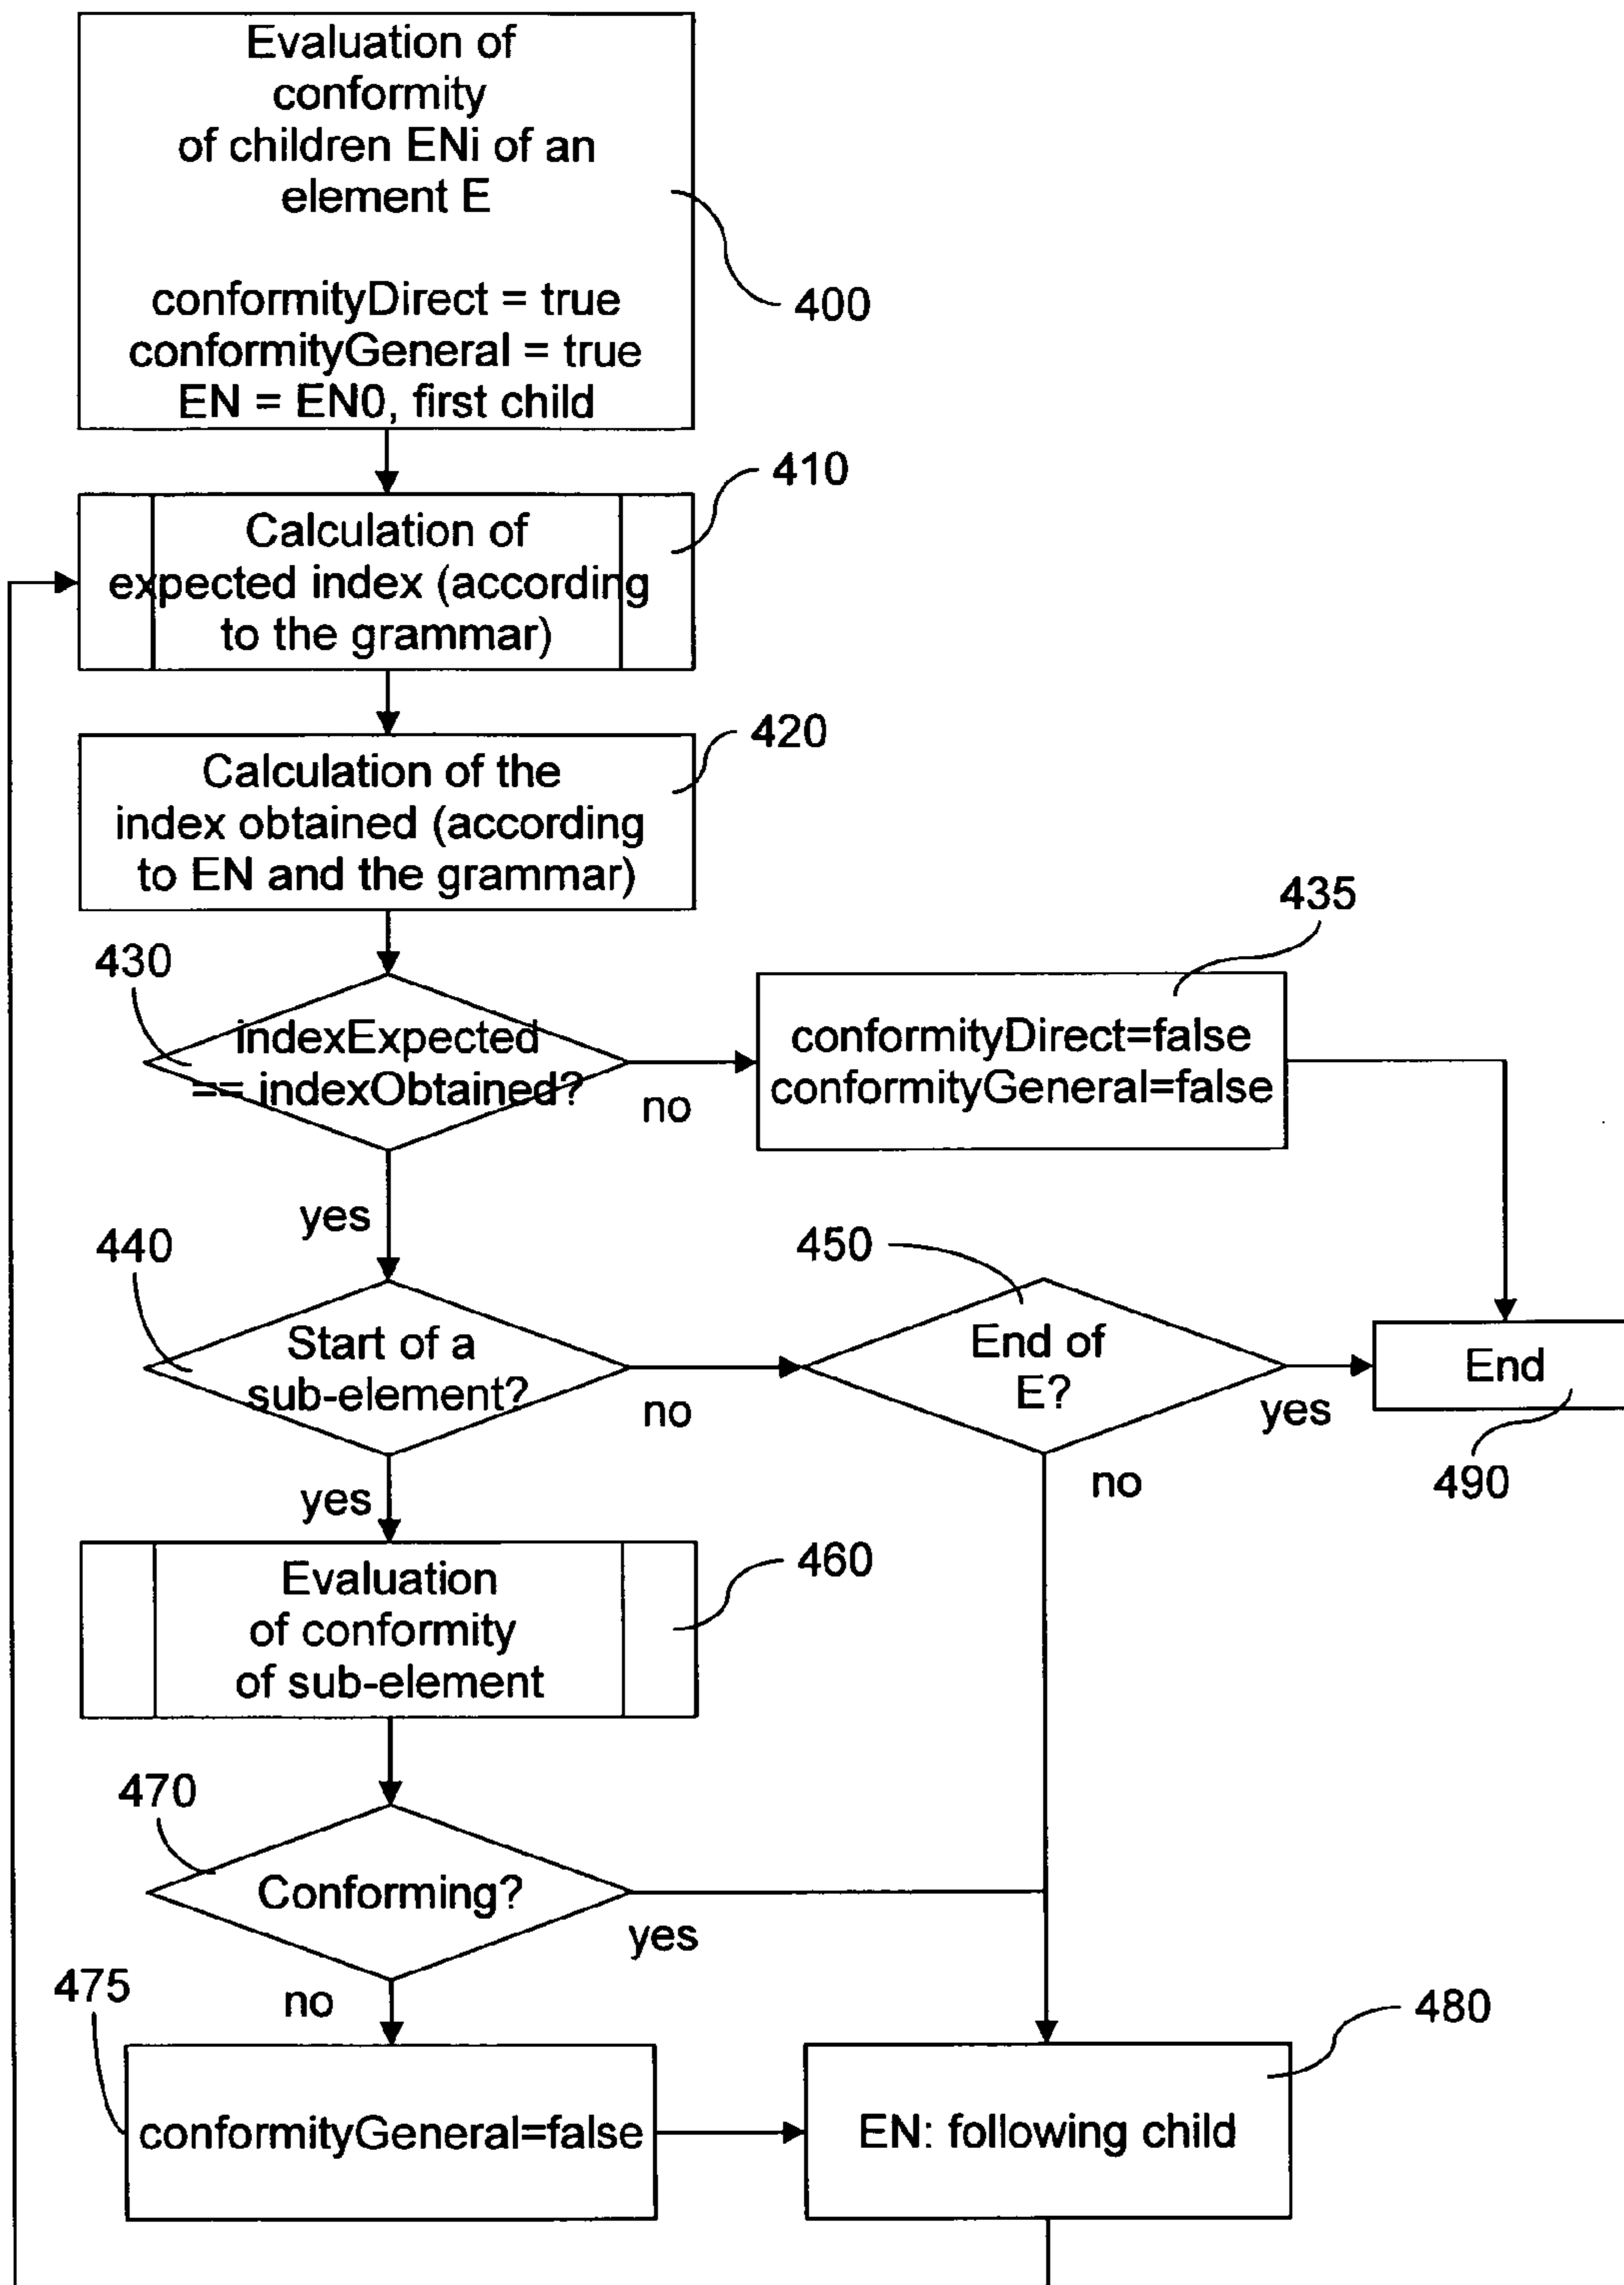 Evaluation of
conformity
of children ENi of an
element E
conformityDirect = true
conformityGeneral = true
EN = EN0, first child
400
410
Calculation of
expected index (according
to the grammar)
420
Calculation of the
index obtained (according
to EN and the grammar)
430
indexExpected
== indexObtained?
no
435
conformityDirect=false
conformityGeneral=false
yes
440
Start of a
sub-element?
no
450
End of
E?
yes
End
490
no
yes
460
Evaluation
of conformity
of sub-element
470
Conforming?
yes
no
475
conformityGeneral=false
480
EN: following child